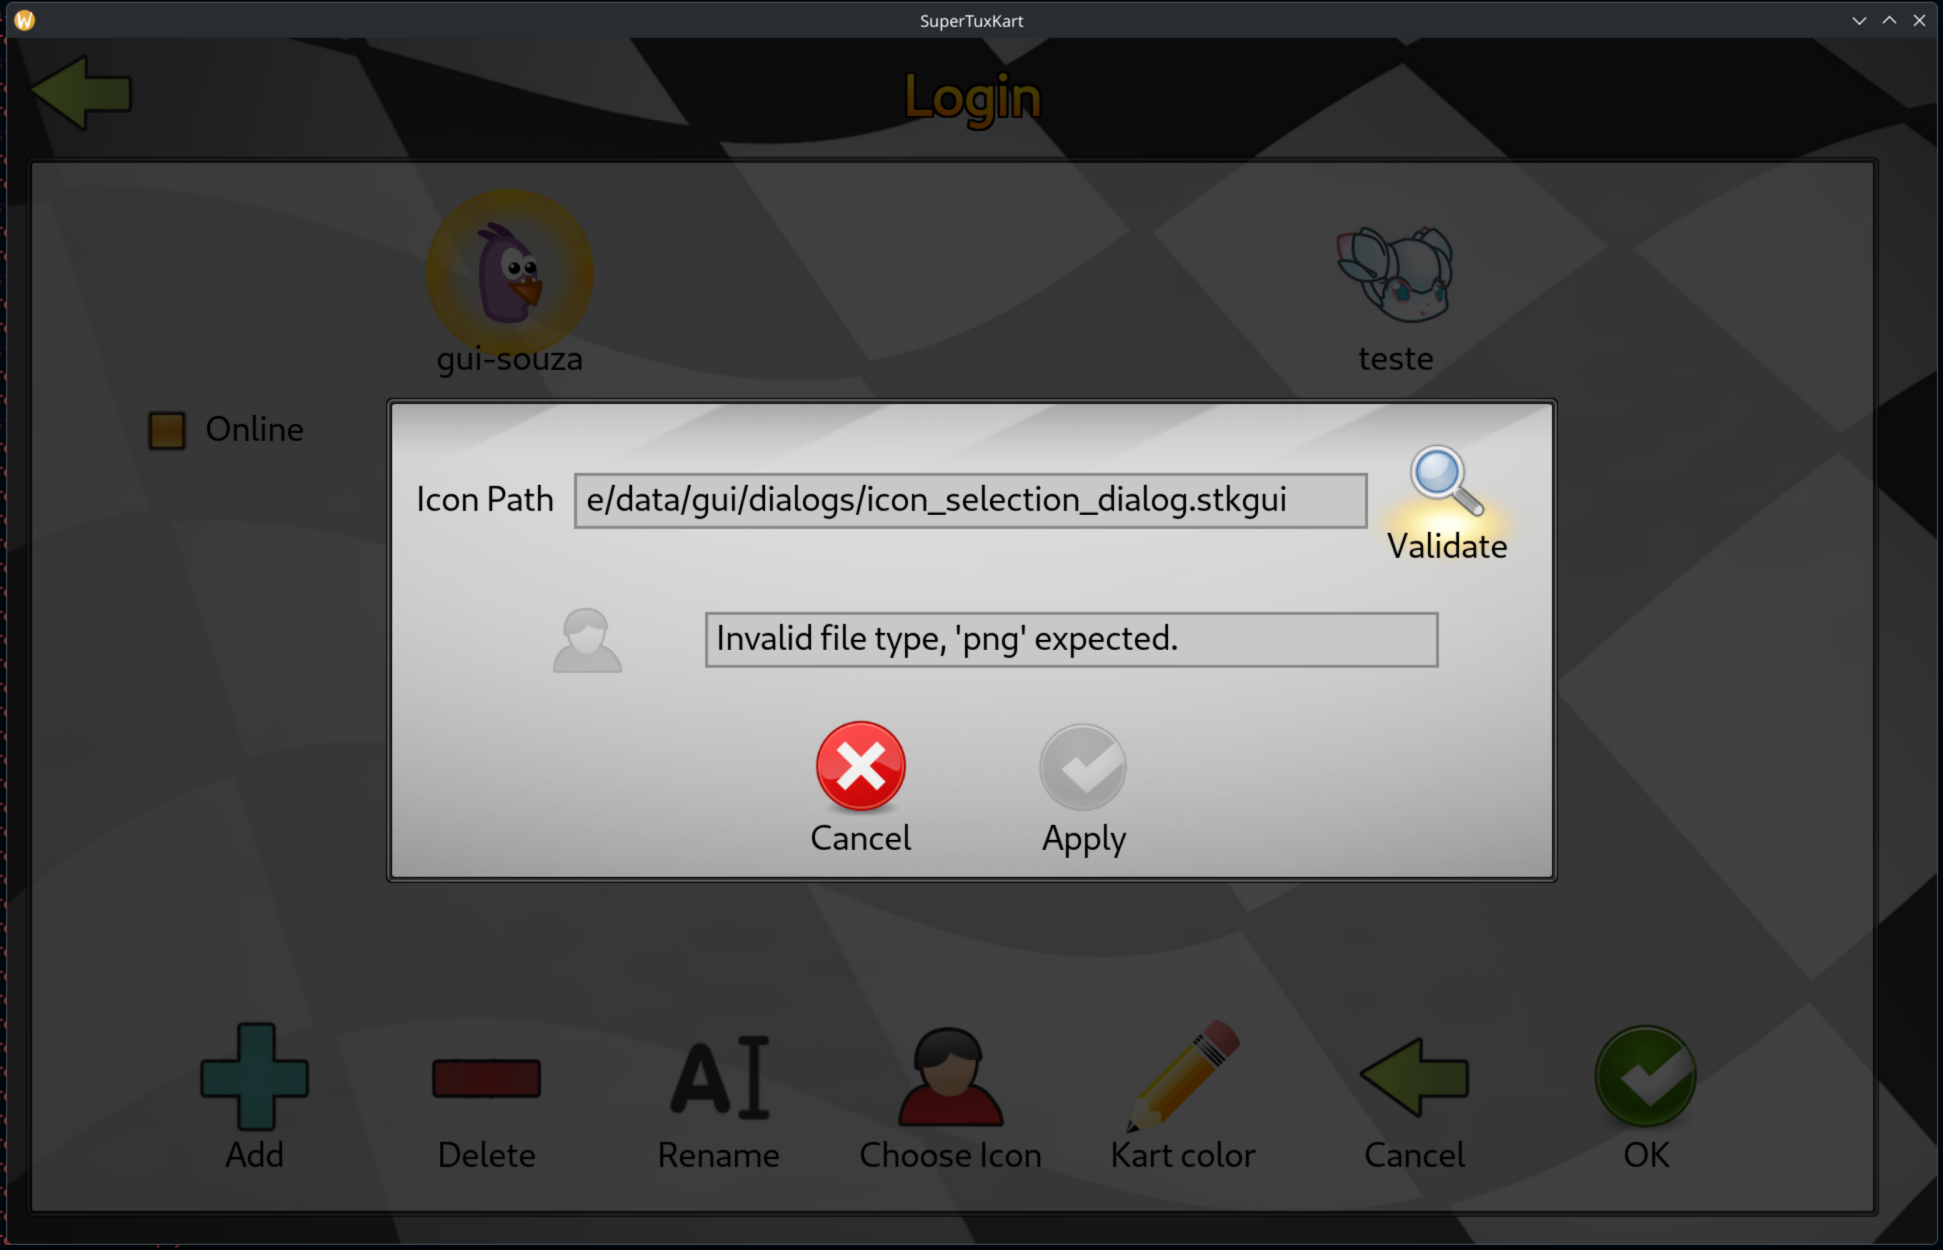 SuperTuxKart
Login
gui-souza
teste
Online
Icon Path
e/data/gui/dialogs/icon_selection_dialog.stkgui
Validate
Invalid file type, 'png' expected.
Cancel
Apply
Add
Delete
Rename
Choose Icon
Kart color
Cancel
OK